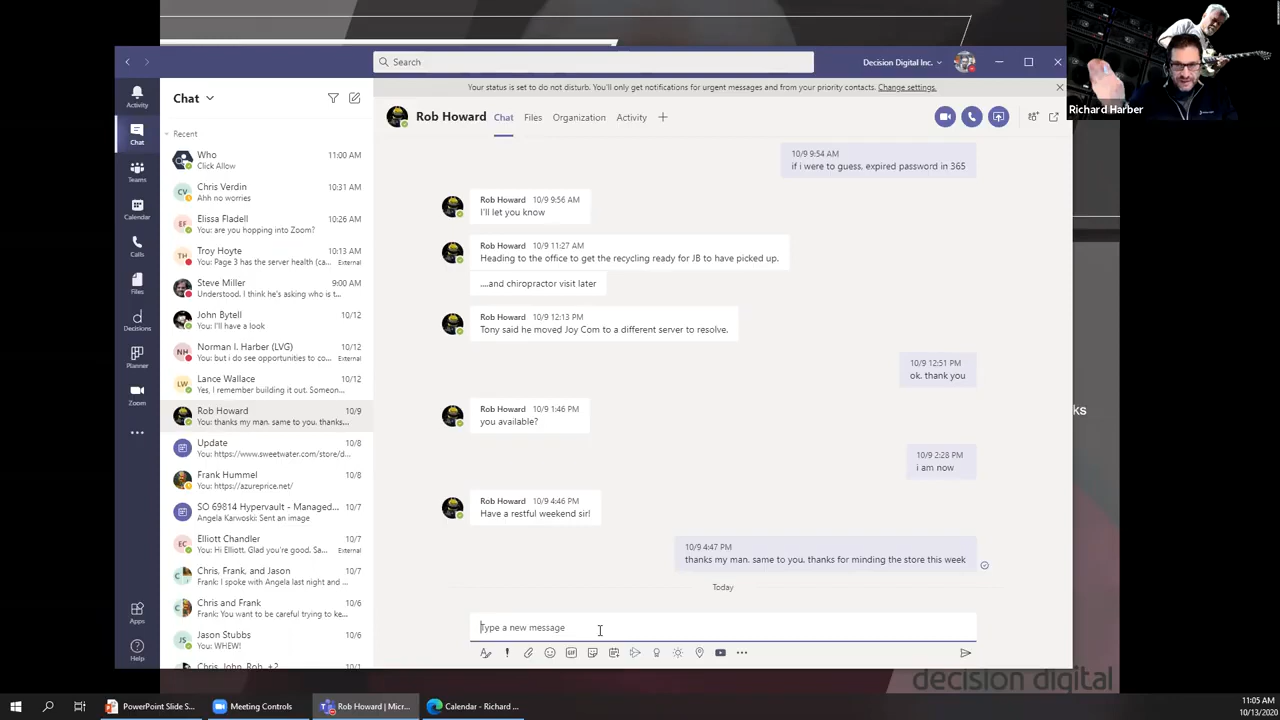 Search
Decision Digital Inc.
Richard Harber
Your status is set to do not disturb. You'll only get notifications for urgent messages and from your priority contacts. Change settings.
Activity
Chat
Teams
Calendar
Calls
Files
Decisions
Planner
Zoom
Apps
Help
Chat
Recent
Who 11:00 AM
Click Allow
Chris Verdin 10:31 AM
CV
Ahh no worries
Elissa Fladell 10:26 AM
EF
You: are you hopping into Zoom?
Troy Hoyte 10:13 AM
TH
You: Page 3 has the server health (ca... External
Steve Miller 9:00 AM
Understood. I think he's asking who is t...
John Bytell 10/12
You: I'll have a look
Norman I. Harber (LVG) 10/12
NH
You: but i do see opportunities to co... External
Lance Wallace 10/12
LW
Yes, I remember building it out. Someon...
Rob Howard 10/9
You: thanks my man. same to you. thanks...
Update 10/8
You: https://www.sweetwater.com/store/d...
Frank Hummel 10/8
You: https://azureprice.net/
SO 69814 Hypervault - Managed... 10/7
Angela Karwoski: Sent an image
Elliott Chandler 10/7
EC
You: Hi Elliott. Glad you're good. Sa... External
Chris, Frank, and Jason 10/7
Frank: I spoke with Angela last night and ...
Chris and Frank 10/6
Frank: You want to be careful trying to ke...
Jason Stubbs 10/6
JS
You: WHEW!
Chris, John, Rob, +2 10/1
Rob Howard Chat Files Organization Activity
10/9 9:54 AM
if i were to guess, expired password in 365
Rob Howard 10/9 9:56 AM
I'll let you know
Rob Howard 10/9 11:27 AM
Heading to the office to get the recycling ready for JB to have picked up.
....and chiropractor visit later
Rob Howard 10/9 12:13 PM
Tony said he moved Joy Com to a different server to resolve.
10/9 12:51 PM
ok. thank you
Rob Howard 10/9 1:46 PM
you available?
10/9 2:28 PM
i am now
Rob Howard 10/9 4:46 PM
Have a restful weekend sir!
10/9 4:47 PM
thanks my man. same to you. thanks for minding the store this week
Today
Type a new message
GIF
ks
decision digital
PowerPoint Slide S...
Meeting Controls
Rob Howard | Micr...
Calendar - Richard ...
11:05 AM
10/13/2020